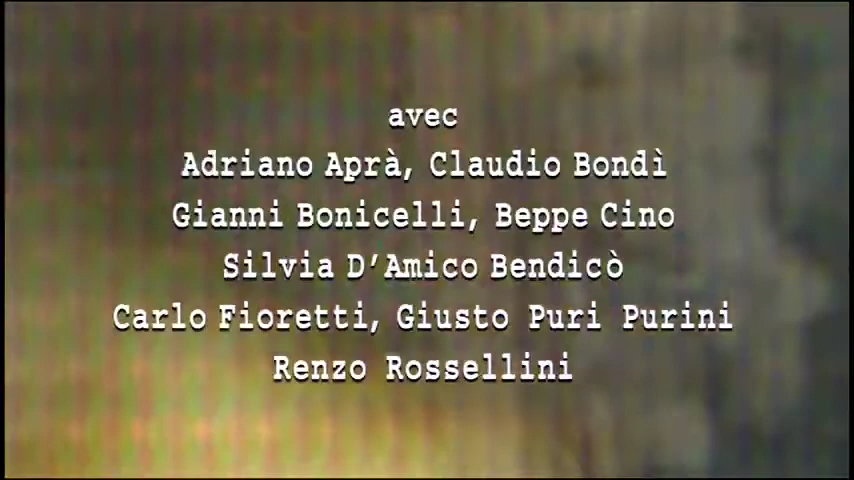 avec
Adriano Aprà, Claudio Bondì
Gianni Bonicelli, Beppe Cino
Silvia D’Amico Bendicò
Carlo Fioretti, Giusto Puri Purini
Renzo Rossellini